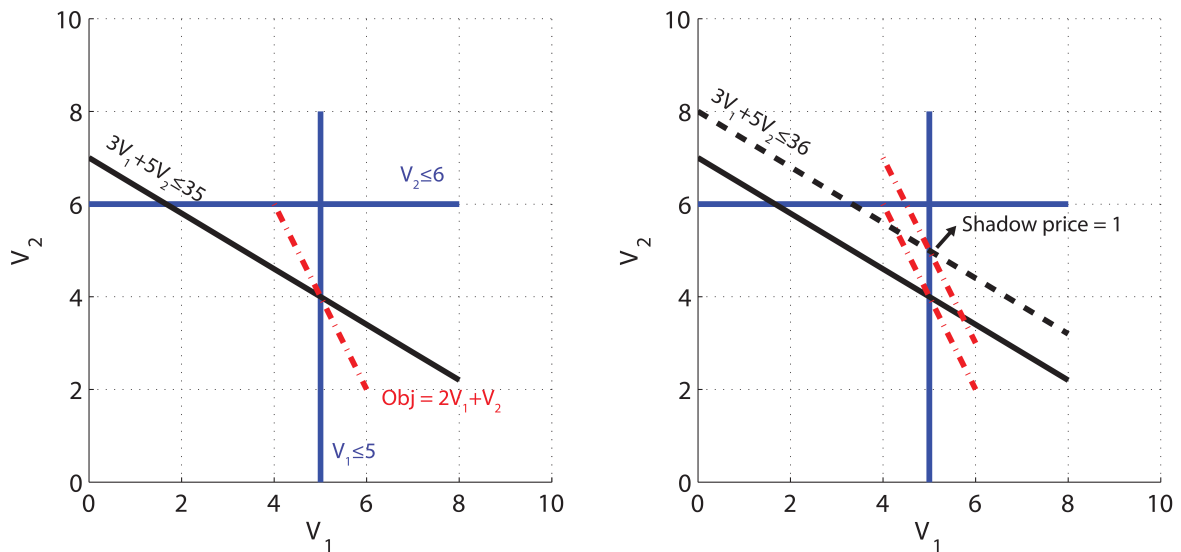 10
8
6
4
2
0
0 2 4 6 8 10
V₂
V₁
3V₁+5V₂≤35
V₂≤6
Obj = 2V₁+V₂
V₁≤5
10
8
6
4
2
0
0 2 4 6 8 10
V₂
V₁
3V₁+5V₂≤36
Shadow price = 1